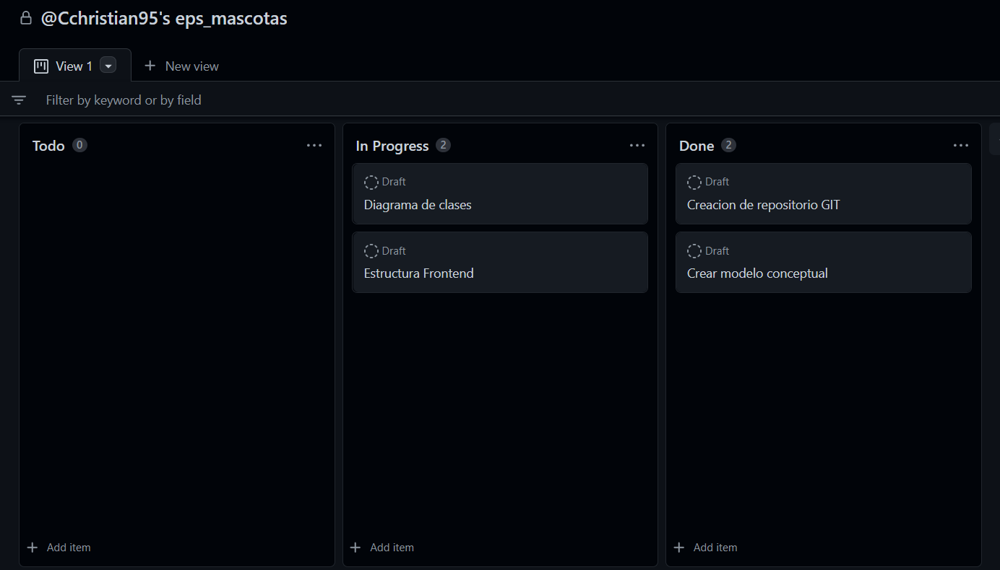 @Cchristian95's eps_mascotas
View 1
New view
Filter by keyword or by field
Todo 0
Add item
In Progress 2
Draft
Diagrama de clases
Draft
Estructura Frontend
Add item
Done 2
Draft
Creacion de repositorio GIT
Draft
Crear modelo conceptual
Add item